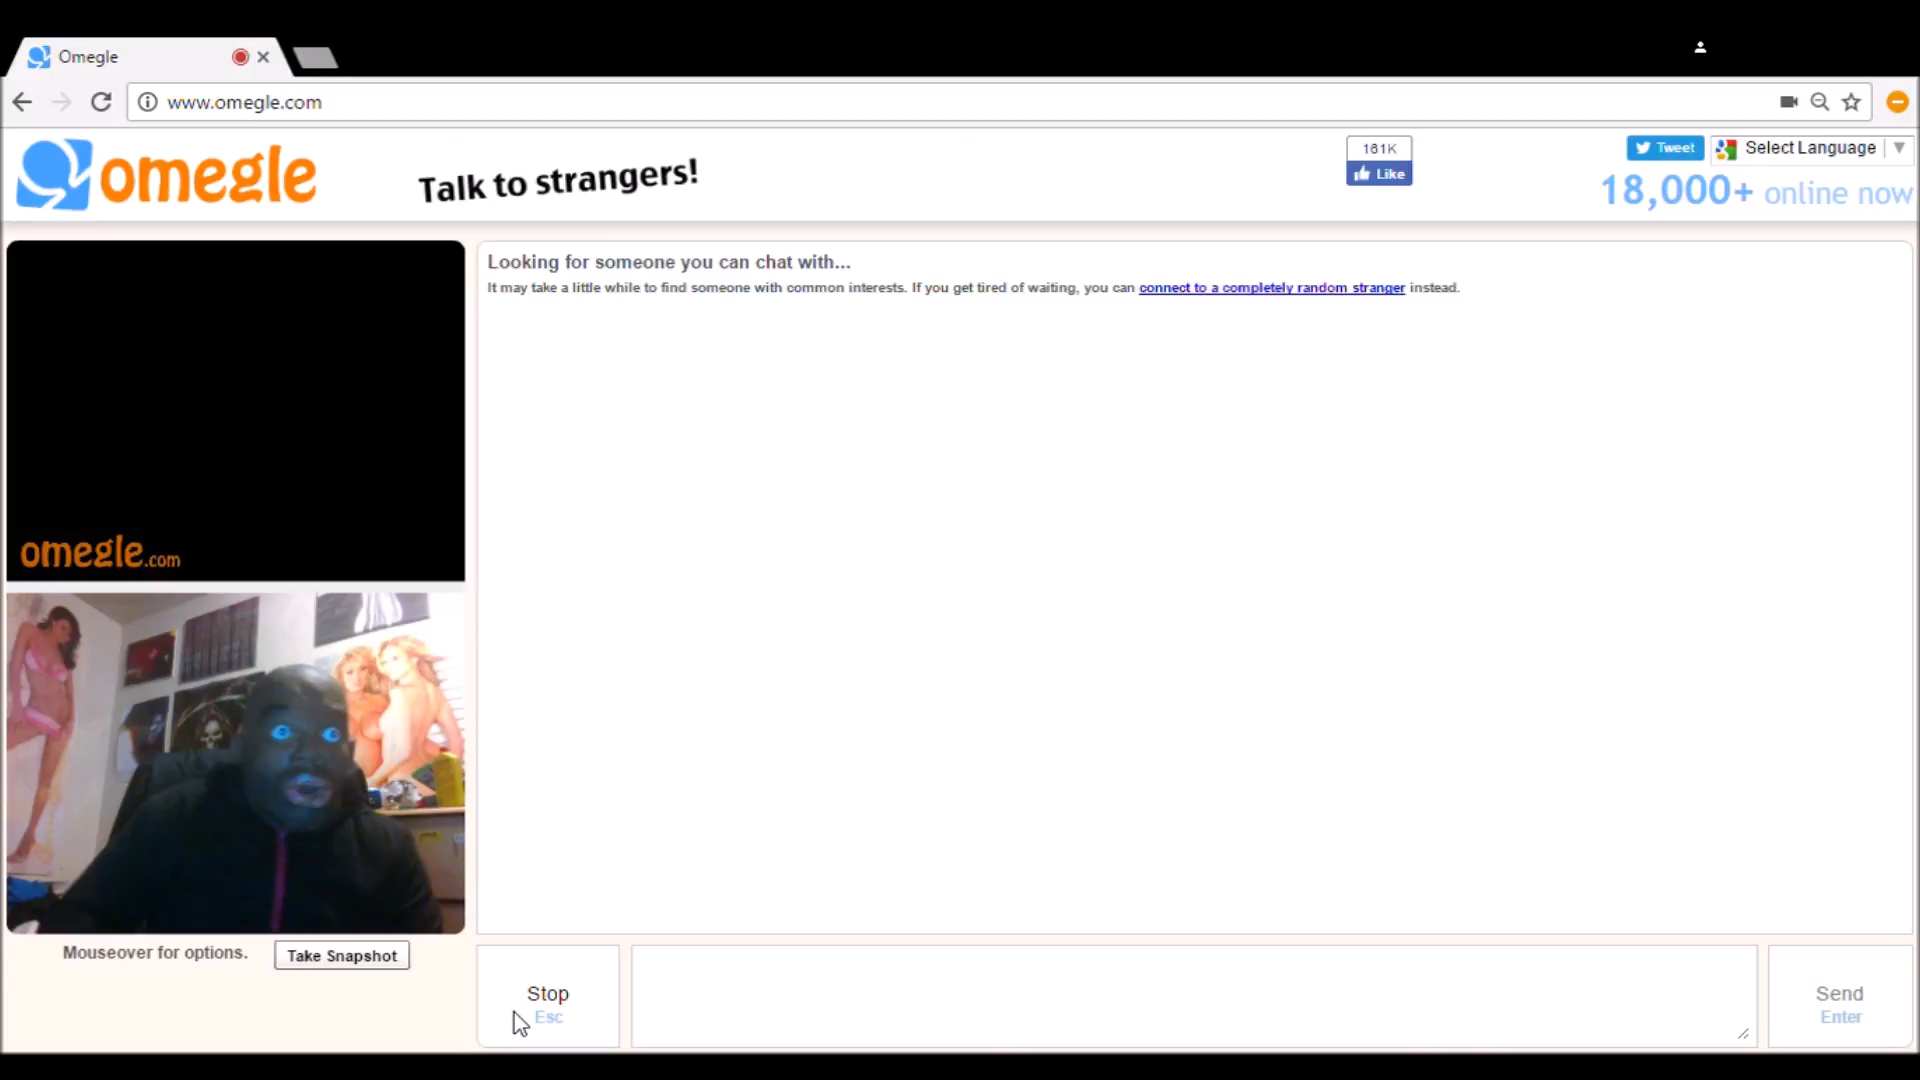 Omegle
www.omegle.com
omegle
Talk to strangers!
161K
Like
Tweet
Select Language
18,000+ online now
Looking for someone you can chat with...
It may take a little while to find someone with common interests. If you get tired of waiting, you can connect to a completely random stranger instead.
omegle.com
Mouseover for options.
Take Snapshot
Stop
Esc
Send
Enter